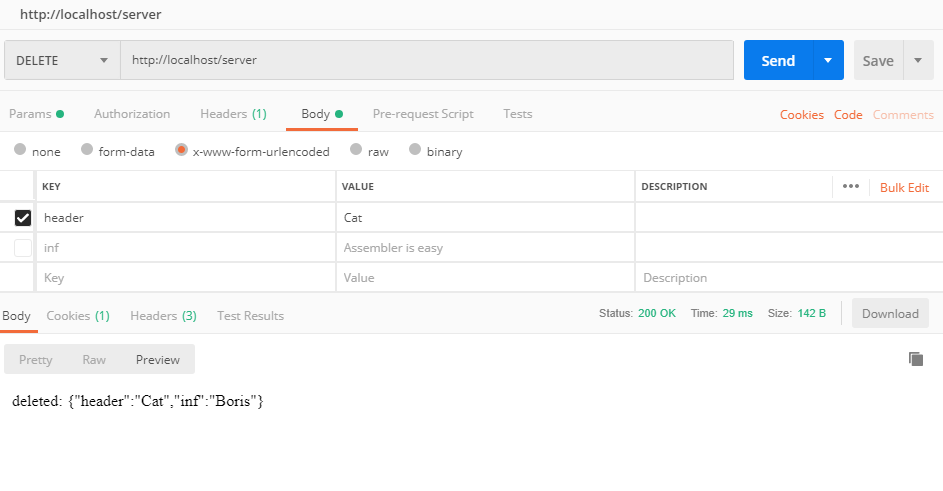 http://localhost/server
DELETE http://localhost/server Send Save
Params Authorization Headers (1) Body Pre-request Script Tests Cookies Code Comments
none form-data x-www-form-urlencoded raw binary
KEY VALUE DESCRIPTION ••• Bulk Edit
header Cat
inf Assembler is easy
Key Value Description
Body Cookies (1) Headers (3) Test Results Status: 200 OK Time: 29 ms Size: 142 B Download
Pretty Raw Preview
deleted: {"header":"Cat","inf":"Boris"}